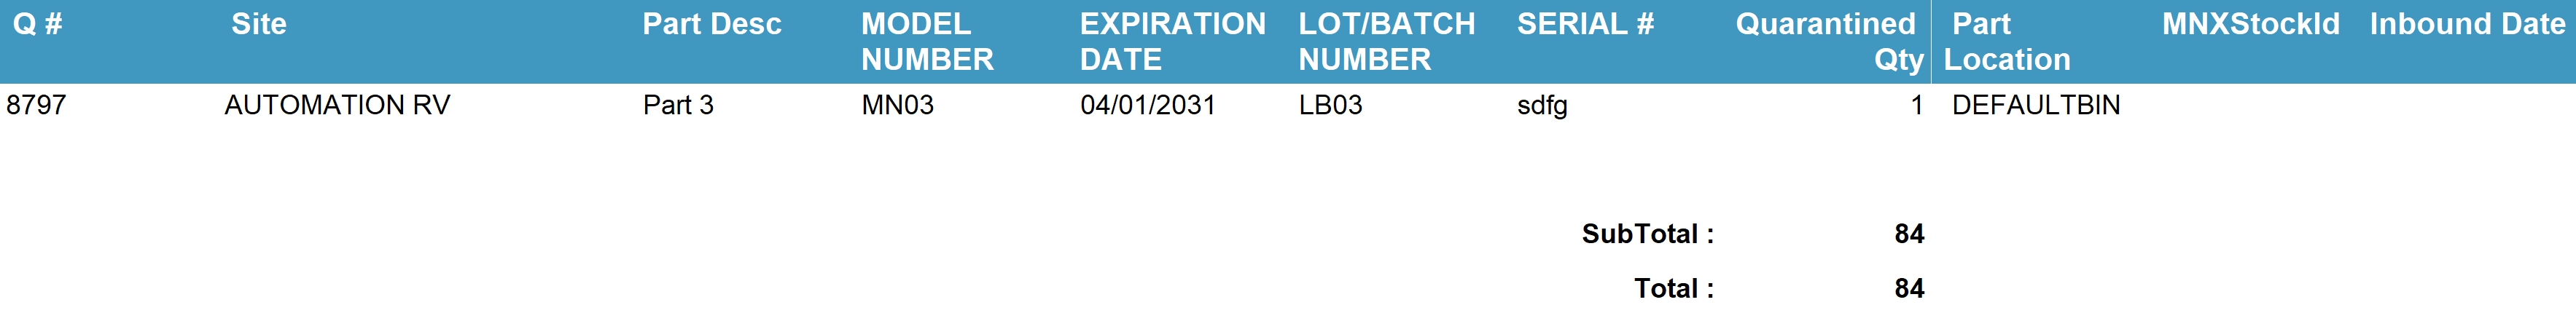 Q # Site Part Desc MODEL EXPIRATION LOT/BATCH SERIAL # Quarantined Part MNXStockId Inbound Date
NUMBER DATE NUMBER Qty Location
8797 AUTOMATION RV Part 3 MN03 04/01/2031 LB03 sdfg 1 DEFAULTBIN
SubTotal : 84
Total : 84